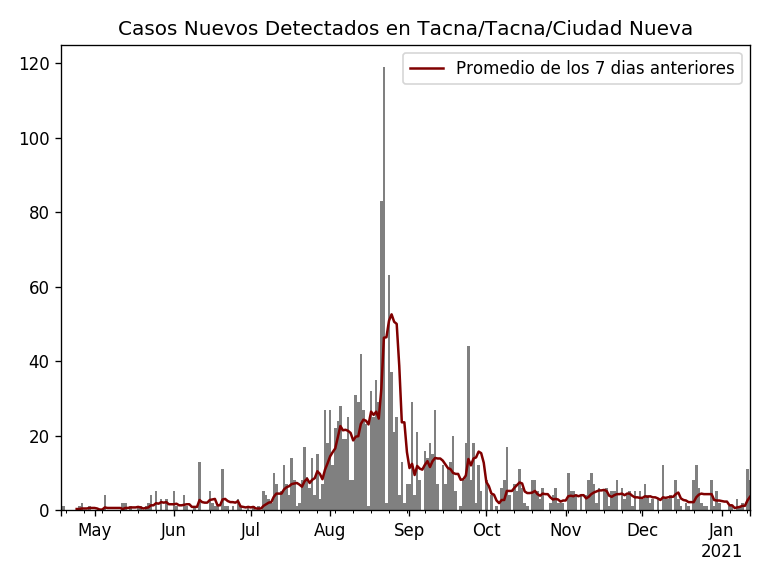 Casos Nuevos Detectados en Tacna/Tacna/Ciudad Nueva
Promedio de los 7 dias anteriores
120
100
80
60
40
20
0
May Jun Jul Aug Sep Oct Nov Dec Jan
2021